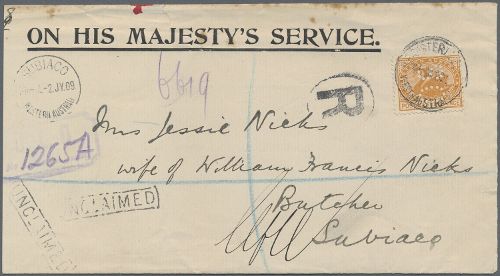 ON HIS MAJESTY'S SERVICE.
SUBIACO
2.JY.09
WESTERN AUSTRALIA
6619
R
Mrs Jessie Nicks
1265A
wife of William Francis Nicks
UNCLAIMED
UNCLAIMED
Butcher
Subiaco